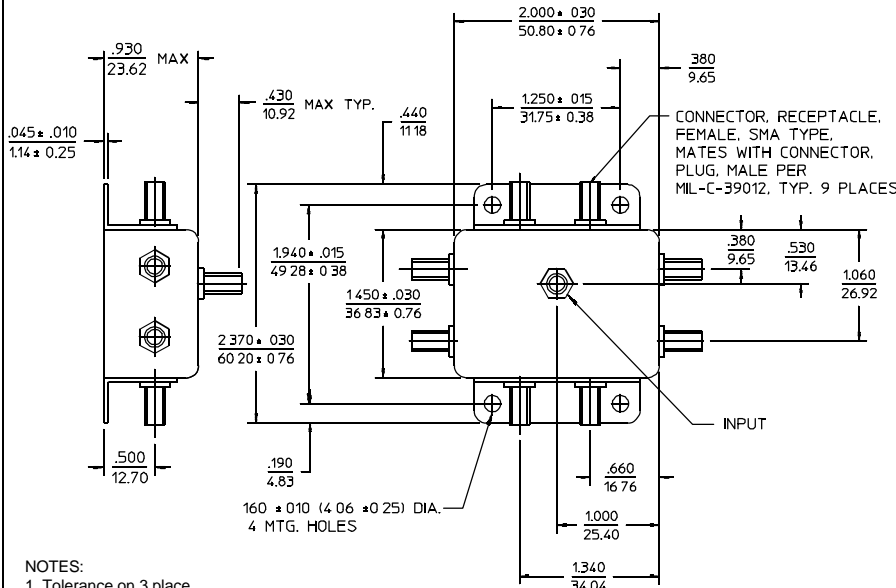 2.000± 030
50.80± 0 76
.930
23.62
MAX
.380
9.65
.430
10.92
MAX TYP.
1.250± 015
31.75± 0.38
.440
11 18
CONNECTOR, RECEPTACLE,
FEMALE, SMA TYPE,
MATES WITH CONNECTOR,
PLUG, MALE PER
MIL-C-39012, TYP. 9 PLACES
.045± .010
1.14± 0.25
1.940± .015
49 28± 0 38
1 450± .030
36 83± 0.76
2 370± 030
60 20± 0 76
.380
9.65
.530
13.46
1.060
26.92
INPUT
.500
12.70
.190
4.83
.660
16 76
160 ±010 (4 06 ±0 25) DIA.
4 MTG. HOLES
1.000
25.40
1.340
34.04
NOTES:
1. Tolerance on 3 place